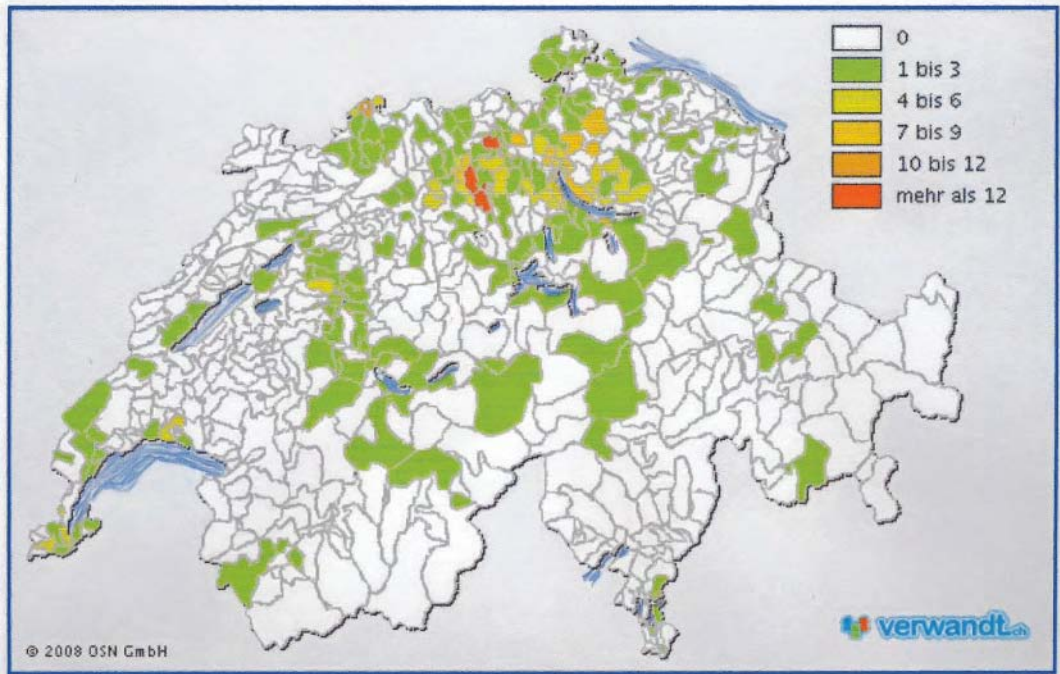 0
1 bis 3
4 bis 6
7 bis 9
10 bis 12
mehr als 12
© 2008 OSN GmbH
verwandt.ch